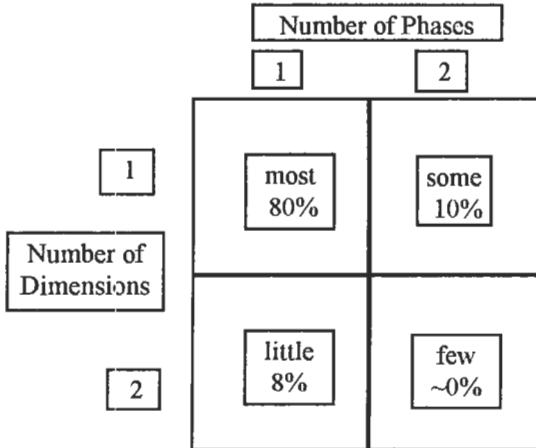 Number of Phases
1 2
1
most
80%
some
10%
Number of
Dimensions
2
little
8%
few
~0%